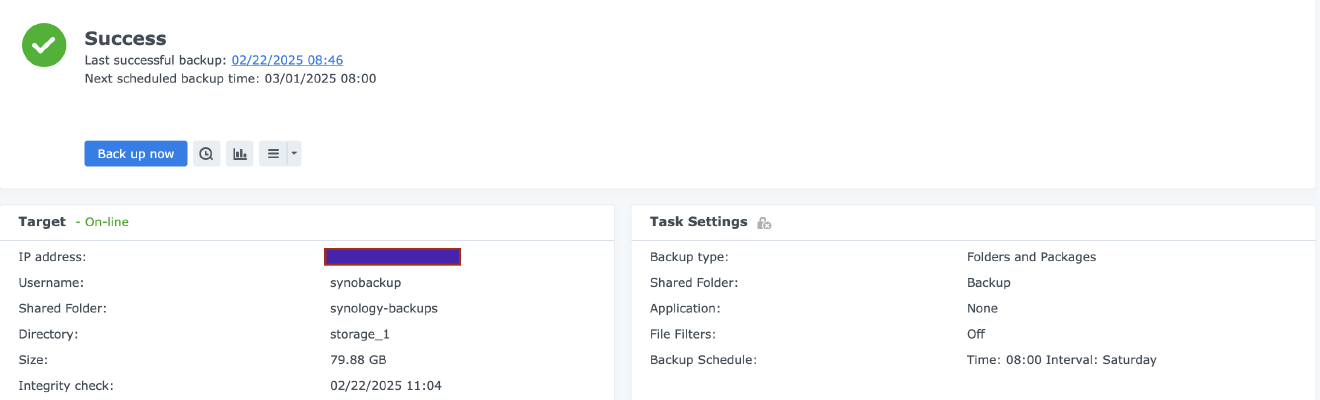 Success
Last successful backup: 02/22/2025 08:46
Next scheduled backup time: 03/01/2025 08:00
Back up now
Target - On-line
IP address:
Username: synobackup
Shared Folder: synology-backups
Directory: storage_1
Size: 79.88 GB
Integrity check: 02/22/2025 11:04
Task Settings
Backup type: Folders and Packages
Shared Folder: Backup
Application: None
File Filters: Off
Backup Schedule: Time: 08:00 Interval: Saturday